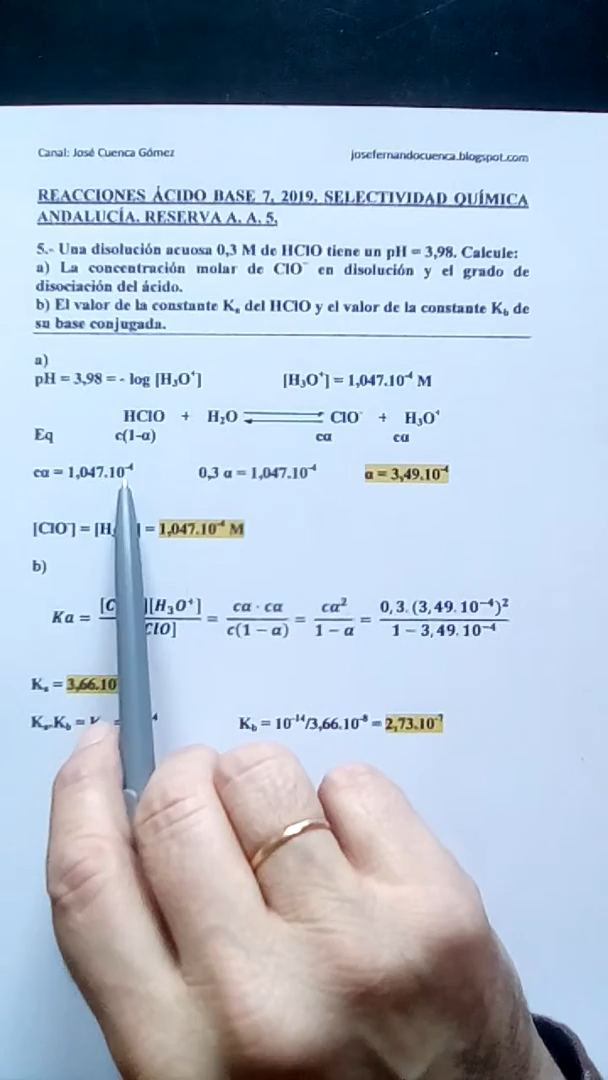 Canal: José Cuenca Gómez
josefernandocuenca.blogspot.com
REACCIONES ÁCIDO BASE 7. 2019. SELECTIVIDAD QUÍMICA
ANDALUCÍA. RESERVA A. A. 5.
5.- Una disolución acuosa 0,3 M de HClO tiene un pH = 3,98. Calcule:
a) La concentración molar de ClO⁻ en disolución y el grado de
disociación del ácido.
b) El valor de la constante Kₐ del HClO y el valor de la constante K_b de
su base conjugada.
a)
pH = 3,98 = - log [H₃O⁺] [H₃O⁺] = 1,047.10⁻⁴ M
HClO + H₂O ⇌ ClO⁻ + H₃O⁺
Eq c(1-α) cα cα
cα = 1,047.10⁻⁴ 0,3 α = 1,047.10⁻⁴ α = 3,49.10⁻⁴
[ClO⁻] = [H₃ ] = 1,047.10⁻⁴ M
b)
Ka = [C ][H₃O⁺] / ClO] = cα · cα / c(1 − α) = cα² / 1 − α = 0,3. (3,49. 10⁻⁴)² / 1 − 3,49. 10⁻⁴
Kₐ = 3,66.10
Kₐ.K_b = K = ⁴ K_b = 10⁻¹⁴/3,66.10⁻⁸ = 2,73.10⁻⁷